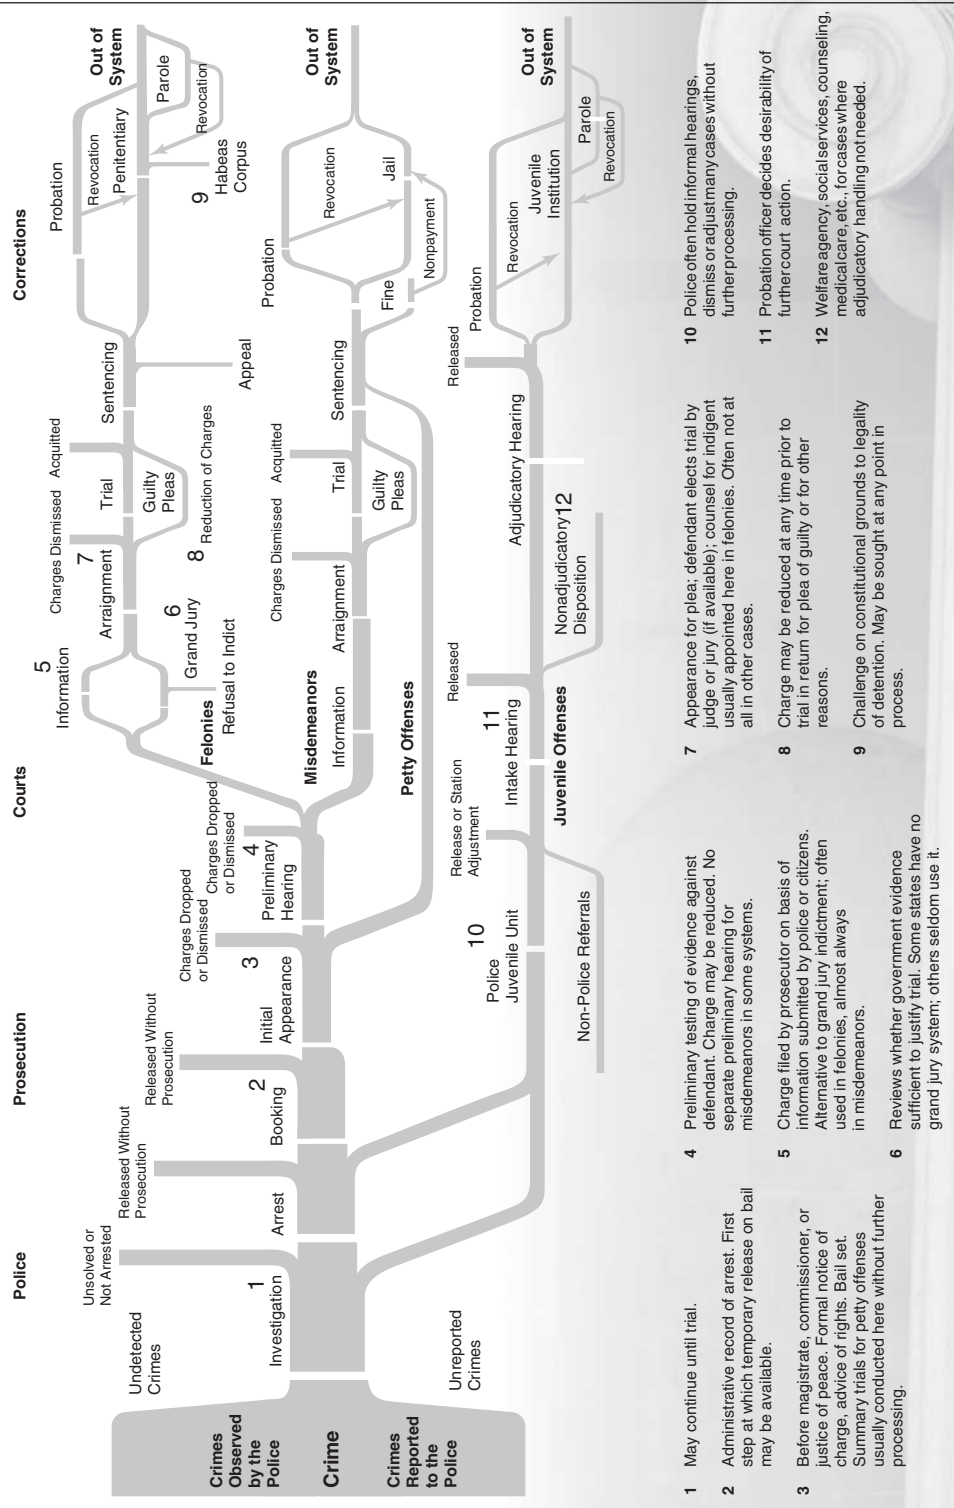 Police
Prosecution
Courts
Corrections
Undetected
Crimes
Unsolved or
Not Arrested
Released Without
Prosecution
Released Without
Prosecution
Charges Dropped
or Dismissed
Charges Dropped
or Dismissed
Crimes
Observed
by the
Police
Crime
Crimes
Reported
to the
Police
Unreported
Crimes
1
Investigation
Arrest
2
Booking
3
Initial
Appearance
4
Preliminary
Hearing
5
Information
Felonies
6
Grand Jury
Refusal to Indict
7
Arraignment
Charges Dismissed
Trial
Acquitted
Guilty
Pleas
8
Reduction of Charges
Sentencing
Appeal
Probation
Revocation
Penitentiary
9
Habeas
Corpus
Parole
Revocation
Out of
System
Misdemeanors
Information
Arraignment
Charges Dismissed
Trial
Acquitted
Guilty
Pleas
Sentencing
Probation
Revocation
Fine
Nonpayment
Jail
Out of
System
Petty Offenses
10
Police
Juvenile Unit
Release or Station
Adjustment
Non-Police Referrals
11
Intake Hearing
Juvenile Offenses
Released
Nonadjudicatory
Disposition
12
Adjudicatory Hearing
Released
Probation
Revocation
Juvenile
Institution
Parole
Revocation
Out of
System
1 May continue until trial.
2 Administrative record of arrest. First
step at which temporary release on bail
may be available.
3 Before magistrate, commissioner, or
justice of peace. Formal notice of
charge, advice of rights. Bail set.
Summary trials for petty offenses
usually conducted here without further
processing.
4 Preliminary testing of evidence against
defendant. Charge may be reduced. No
separate preliminary hearing for
misdemeanors in some systems.
5 Charge filed by prosecutor on basis of
information submitted by police or citizens.
Alternative to grand jury indictment; often
used in felonies, almost always
in misdemeanors.
6 Reviews whether government evidence
sufficient to justify trial. Some states have no
grand jury system; others seldom use it.
7 Appearance for plea; defendant elects trial by
judge or jury (if available); counsel for indigent
usually appointed here in felonies. Often not at
all in other cases.
8 Charge may be reduced at any time prior to
trial in return for plea of guilty or for other
reasons.
9 Challenge on constitutional grounds to legality
of detention. May be sought at any point in
process.
10 Police often hold informal hearings,
dismiss or adjust many cases without
further processing.
11 Probation officer decides desirability of
further court action.
12 Welfare agency, social services, counseling,
medical care, etc., for cases where
adjudicatory handling not needed.